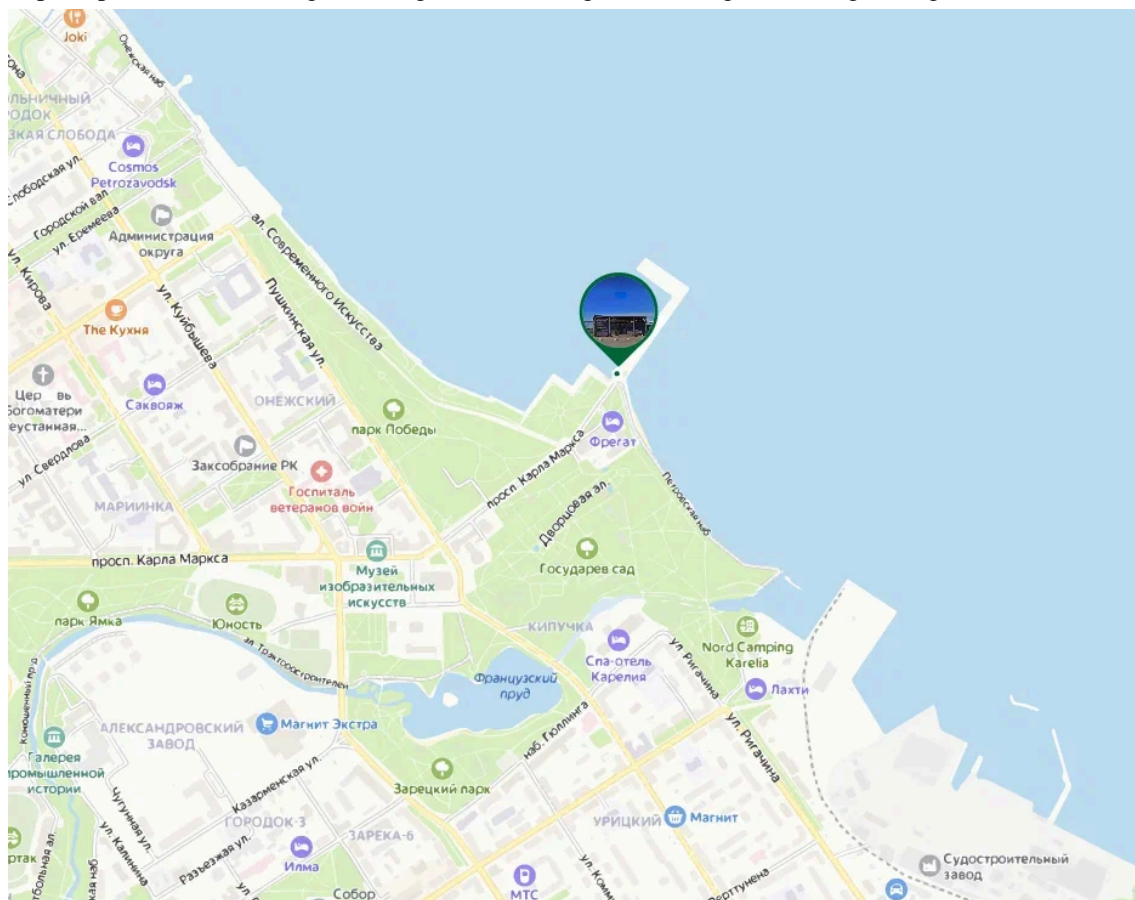 Joki
Онежская наб
ЗКАЯ СЛОБОДА
Слободская ул.
Cosmos
Petrozavodsk
Городской вал
ул. Еремеева
Администрация
округа
ал. Современного Искусства
ул. Кирова
ул. Куйбышева
Пушкинская ул.
The Кухня
Саквояж
ОНЕЖСКИЙ
парк Победы
Фрегат
ул. Свердлова
Заксобрание РК
Госпиталь
ветеранов войн
МАРИИНКА
просп. Карла Маркса
Дворцовая ал.
Петровская наб
просп. Карла Маркса
Музей
изобразительных
искусств
Государев сад
парк Ямка
Юность
КИПУЧКА
Nord Camping
Karelia
Спа-отель
Карелия
ул. Ригачина
Лахти
Французский
пруд
АЛЕКСАНДРОВСКИЙ
ЗАВОД
Магнит Экстра
наб. Гюллинга
ул. Ригачина
Галерея
промышленной
истории
Зарецкий парк
Казарменская ул.
Чугунная ул.
ГОРОДОК-3
ЗАРЕКА-6
УРИЦКИЙ
Магнит
ул. Калинина
Разъезжая ул.
Илма
Собор
МТС
Судостроительный
завод